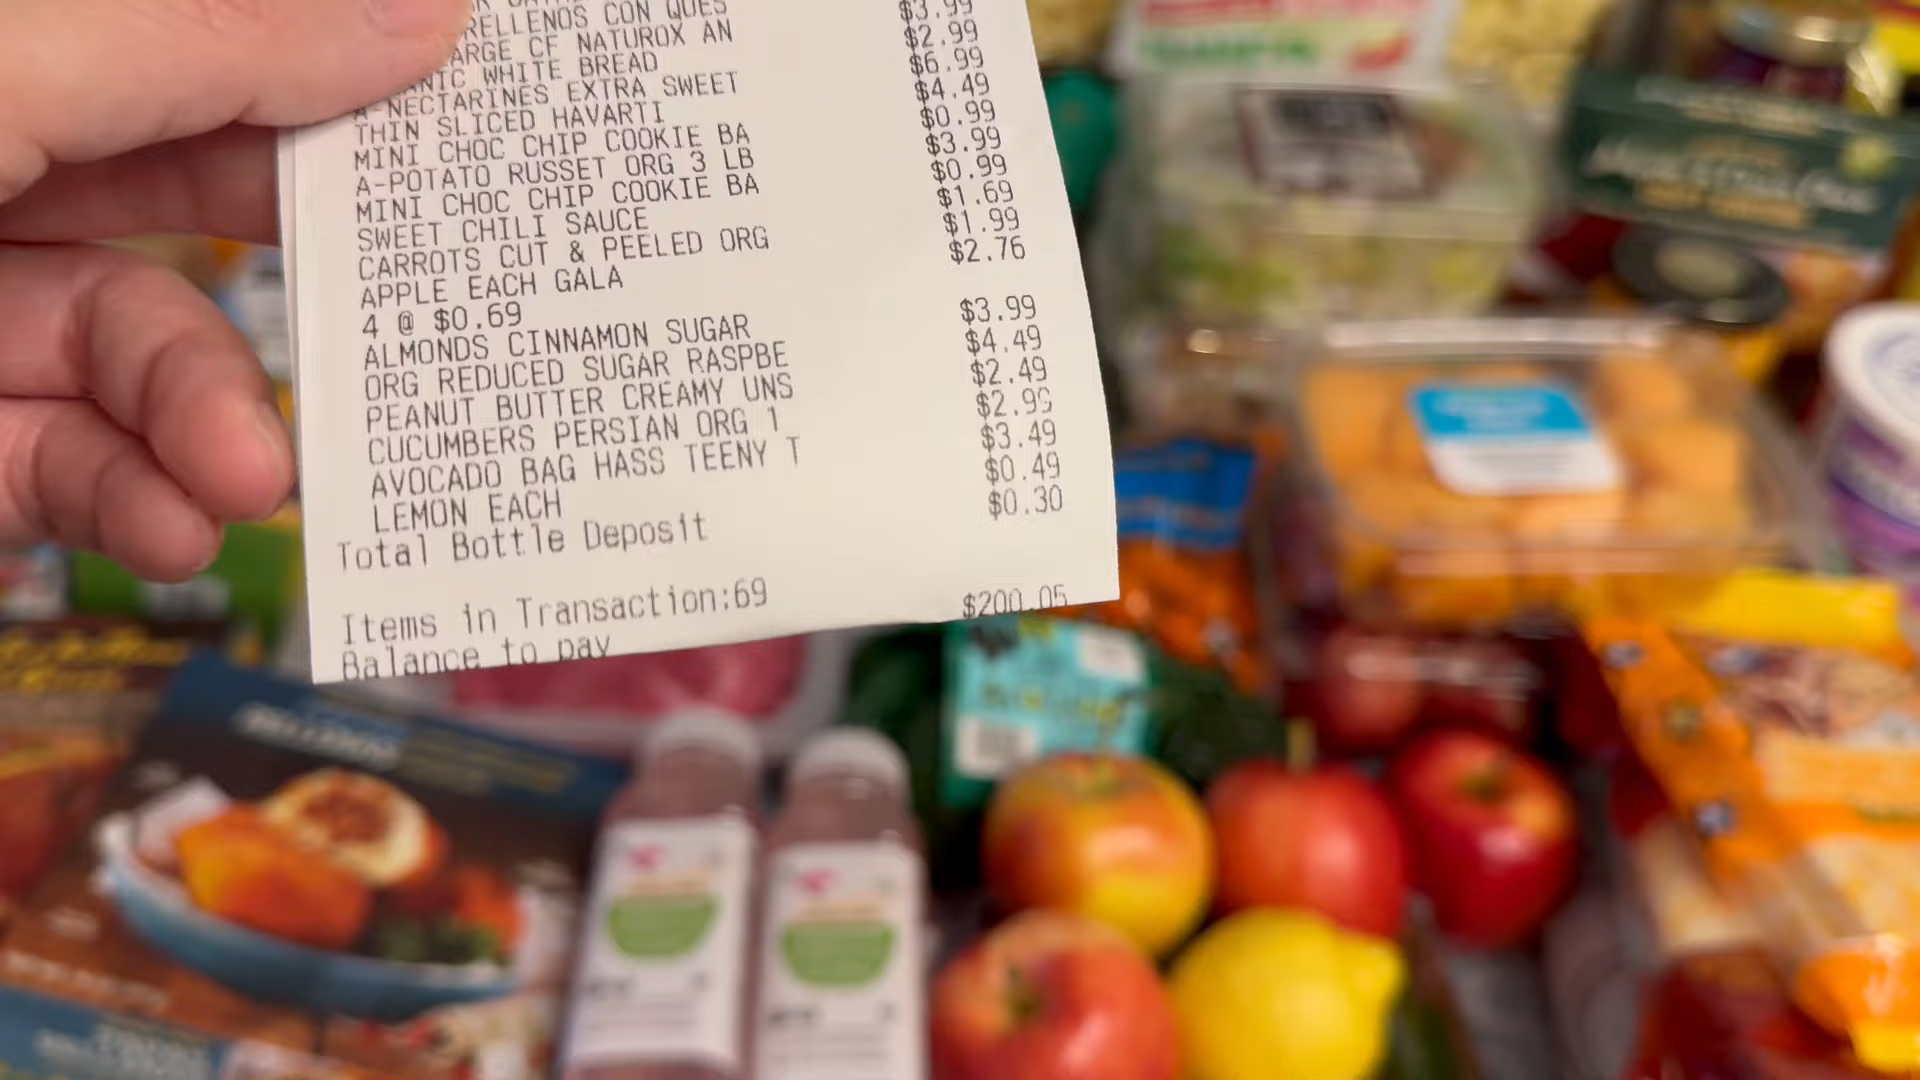 RELLENOS CON QUES
ARGE CF NATUROX AN $3.99
NIC WHITE BREAD $2.99
A-NECTARINES EXTRA SWEET $6.99
THIN SLICED HAVARTI $4.49
MINI CHOC CHIP COOKIE BA $0.99
A-POTATO RUSSET ORG 3 LB $3.99
MINI CHOC CHIP COOKIE BA $0.99
SWEET CHILI SAUCE $1.69
CARROTS CUT & PEELED ORG $1.99
APPLE EACH GALA $2.76
4 @ $0.69
ALMONDS CINNAMON SUGAR $3.99
ORG REDUCED SUGAR RASPBE $4.49
PEANUT BUTTER CREAMY UNS $2.49
CUCUMBERS PERSIAN ORG 1 $2.99
AVOCADO BAG HASS TEENY T $3.49
LEMON EACH $0.49
Total Bottle Deposit $0.30
Items in Transaction:69
Balance to pay $200.05